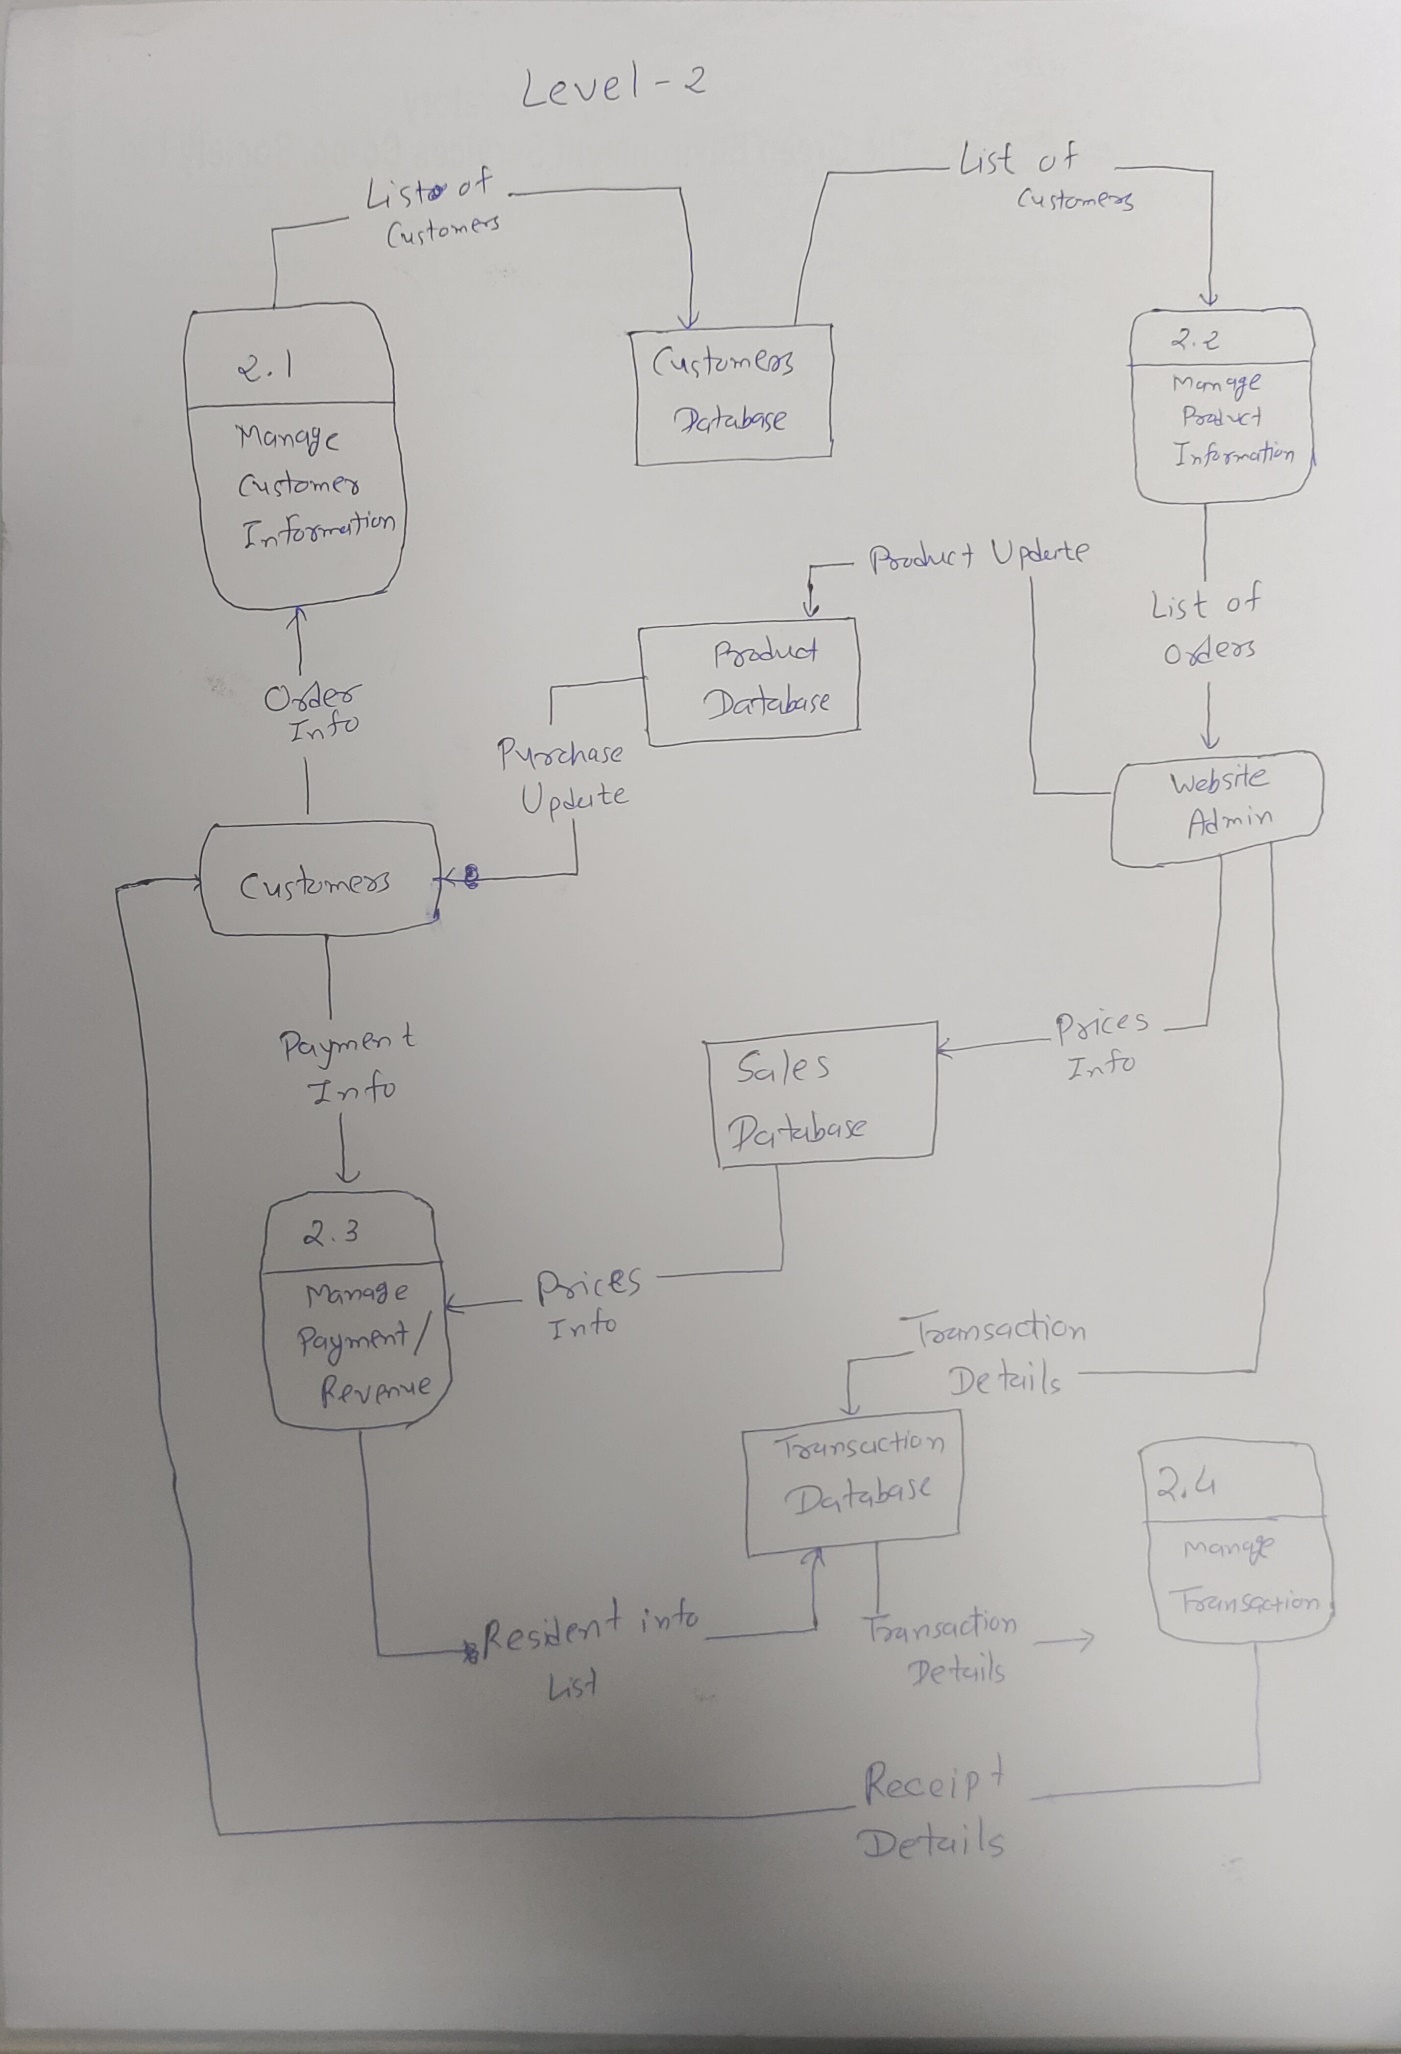 Level-2
List of
Customers
List of
Customers
2.1
Manage
Customer
Information
Customers
Database
2.2
Manage
Product
Information
Product Update
List of
Orders
Product
Database
Order
Info
Purchase
Update
Website
Admin
Customers
Payment
Info
Prices
Info
Sales
Database
2.3
Manage
Payment/
Revenue
Prices
Info
Transaction
Details
Transaction
Database
2.4
Manage
Transaction
Resident info
List
Transaction
Details
Receipt
Details